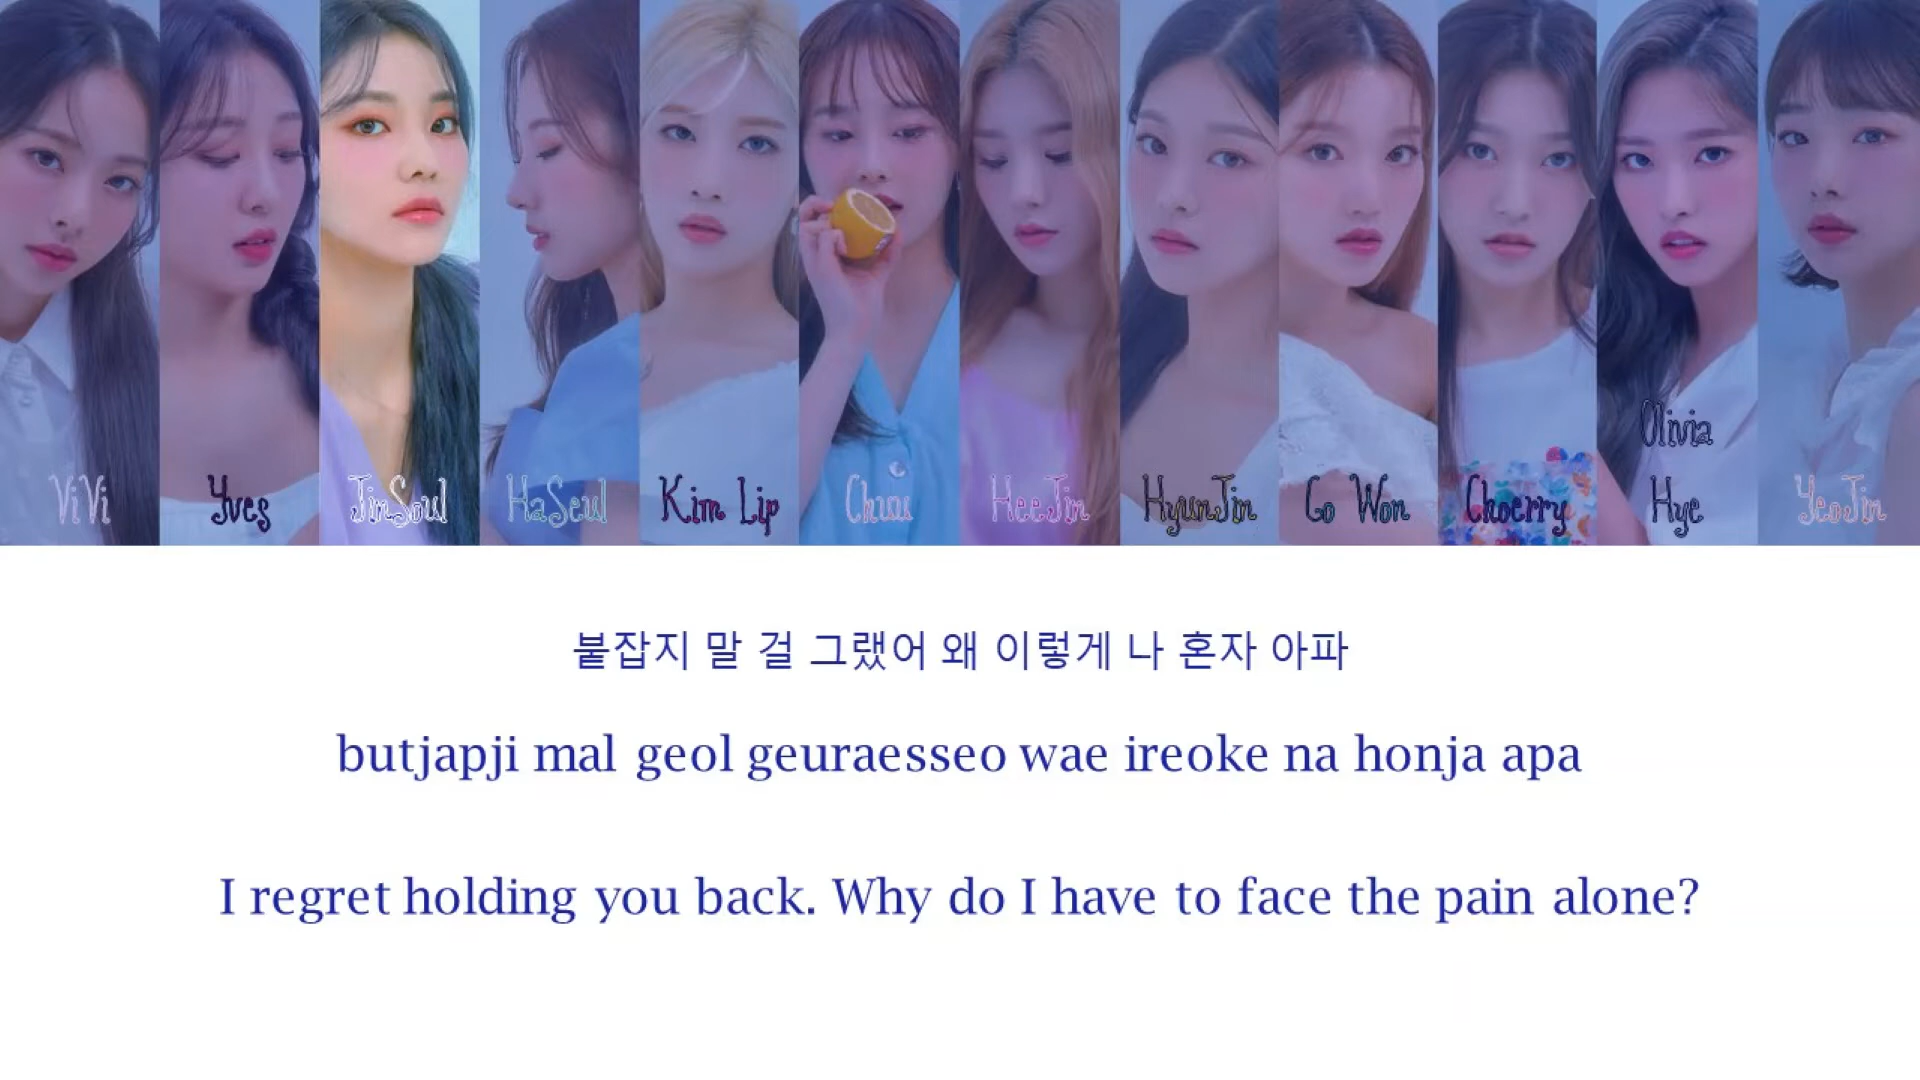 ViVi
Yves
JinSoul
HaSeul
Kim Lip
Chuu
HeeJin
HyunJin
Go Won
Choerry
Olivia
Hye
YeoJin
붙잡지 말 걸 그랬어 왜 이렇게 나 혼자 아파
butjapji mal geol geuraesseo wae ireoke na honja apa
I regret holding you back. Why do I have to face the pain alone?